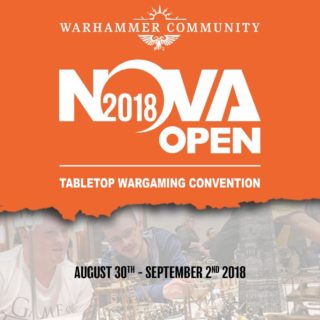 WARHAMMER COMMUNITY
NOVA
2018
OPEN
TABLETOP WARGAMING CONVENTION
AUGUST 30TH - SEPTEMBER 2ND 2018